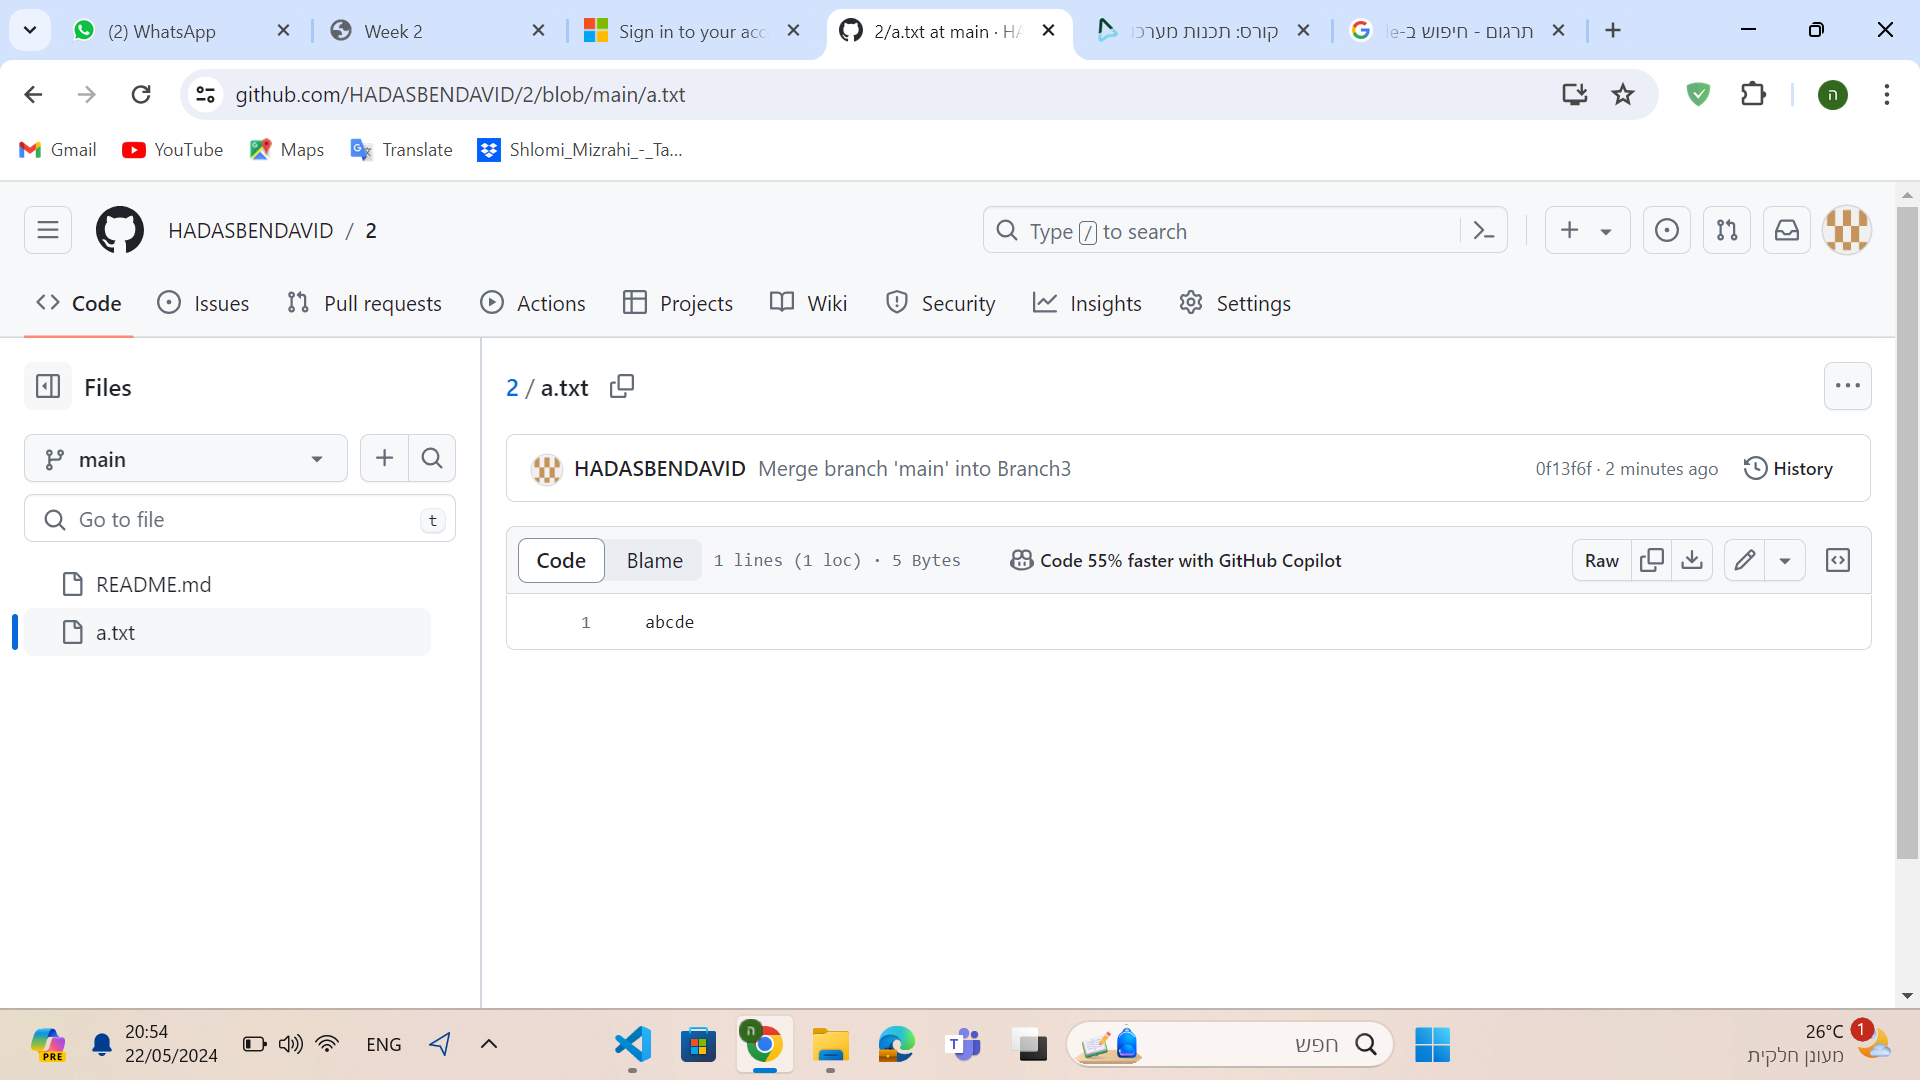 (2) WhatsApp
Week 2
Sign in to your acc
2/a.txt at main · HA
קורס: תכנות מערכו
תרגום - חיפוש ב-le
github.com/HADASBENDAVID/2/blob/main/a.txt
ה
Gmail
YouTube
Maps
Translate
Shlomi_Mizrahi_-_Ta...
HADASBENDAVID / 2
Type / to search
Code
Issues
Pull requests
Actions
Projects
Wiki
Security
Insights
Settings
Files
2 / a.txt
main
HADASBENDAVID Merge branch 'main' into Branch3
0f13f6f · 2 minutes ago
History
Go to file
t
Code
Blame
1 lines (1 loc) · 5 Bytes
Code 55% faster with GitHub Copilot
Raw
README.md
a.txt
1 abcde
PRE
20:54
22/05/2024
ENG
ה
T
חפש
26°C
1
מעונן חלקית